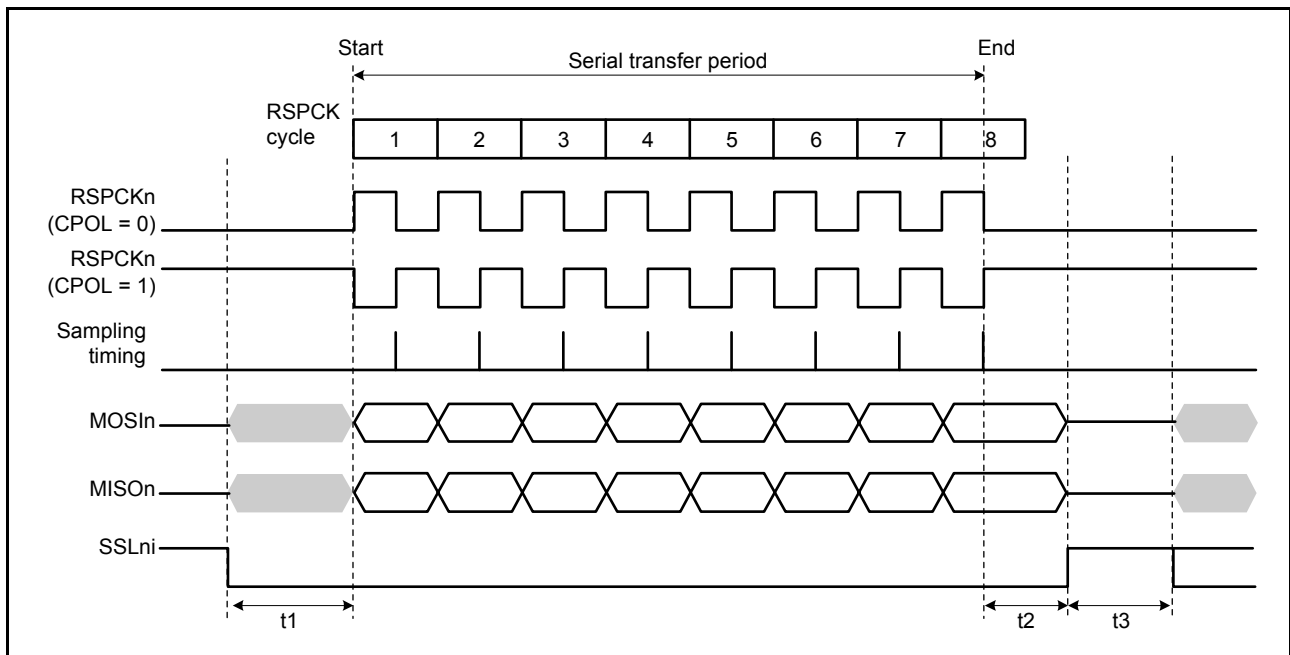 Start
End
Serial transfer period
RSPCK
cycle
1 2 3 4 5 6 7 8
RSPCKn
(CPOL = 0)
RSPCKn
(CPOL = 1)
Sampling
timing
MOSIn
MISOn
SSLni
t1
t2
t3